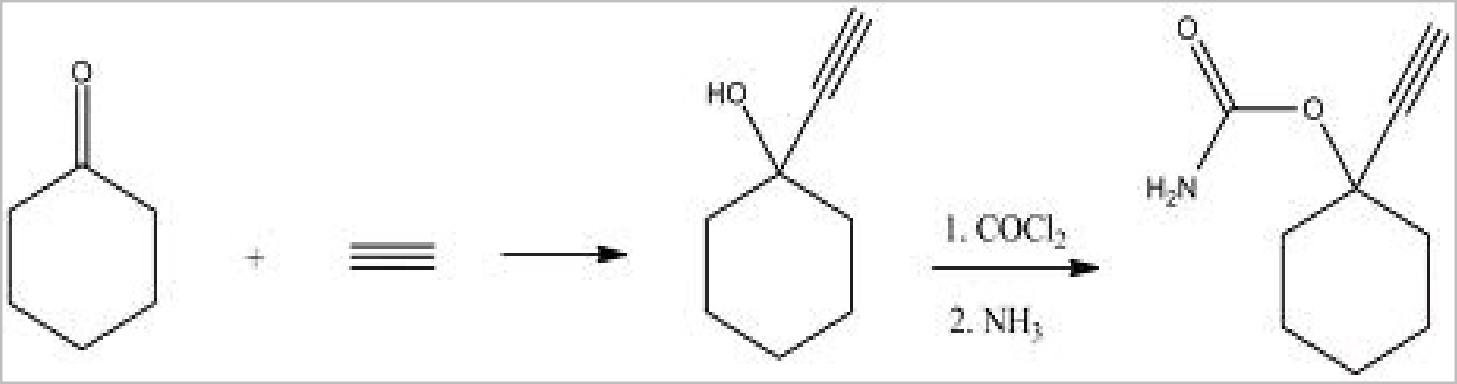 O
+
HO
1. COCl₂
2. NH₃
O
O
H₂N